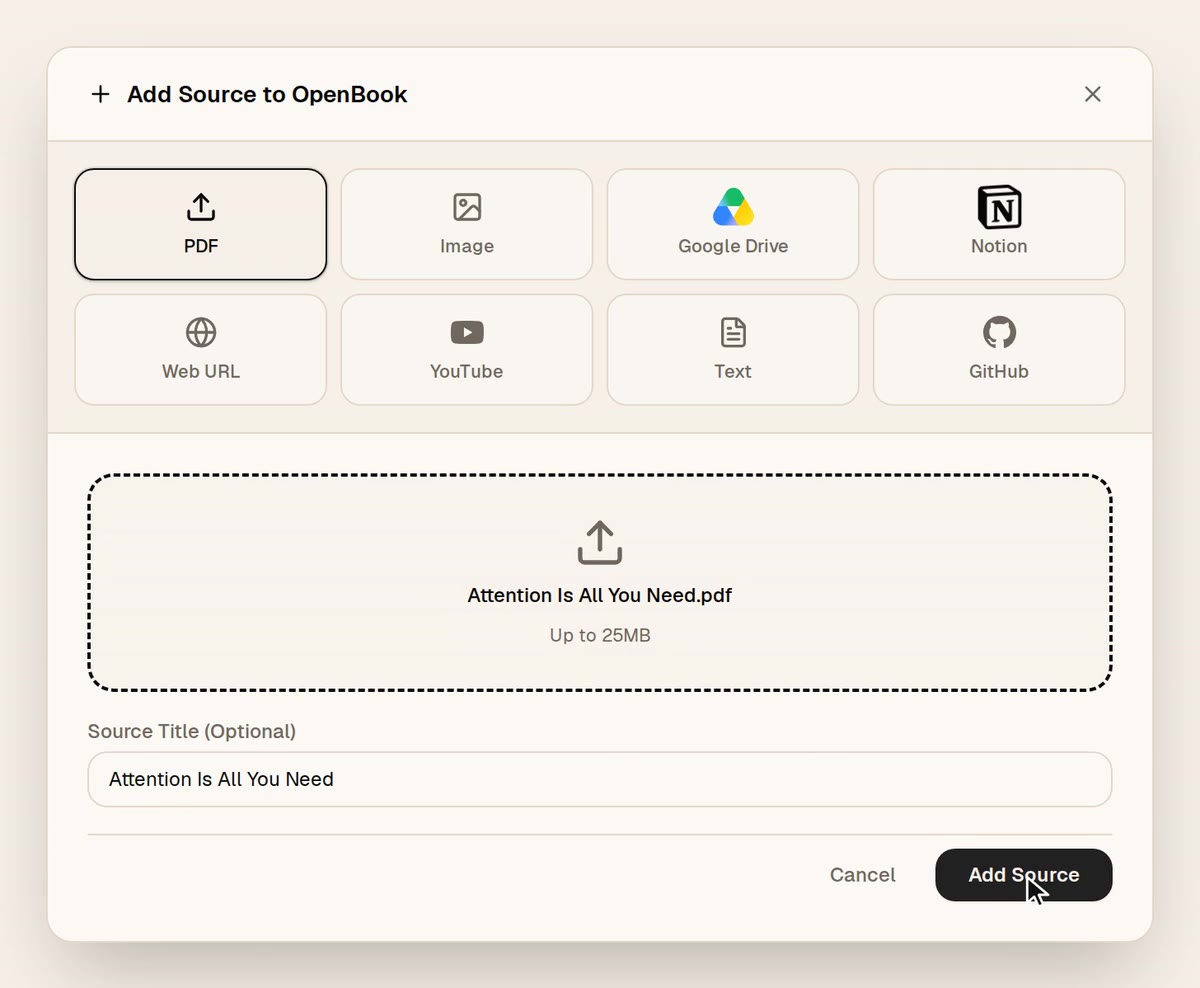 Add Source to OpenBook
PDF
Image
Google Drive
N
Notion
Web URL
YouTube
Text
GitHub
Attention Is All You Need.pdf
Up to 25MB
Source Title (Optional)
Attention Is All You Need
Cancel
Add Source